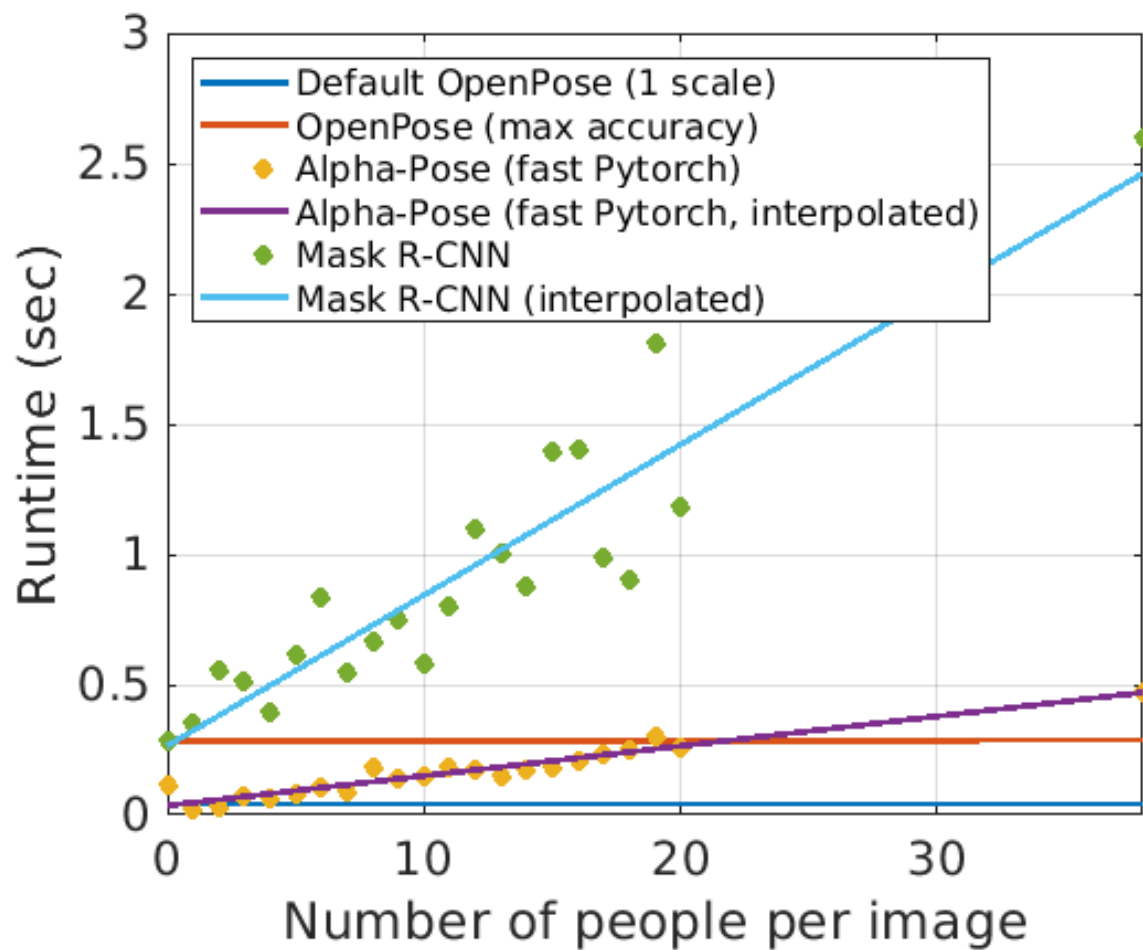 3
Default OpenPose (1 scale)
OpenPose (max accuracy)
2.5
Alpha-Pose (fast Pytorch)
Alpha-Pose (fast Pytorch, interpolated)
Mask R-CNN
2
Mask R-CNN (interpolated)
Runtime (sec)
1.5
1
0.5
0
0 10 20 30
Number of people per image